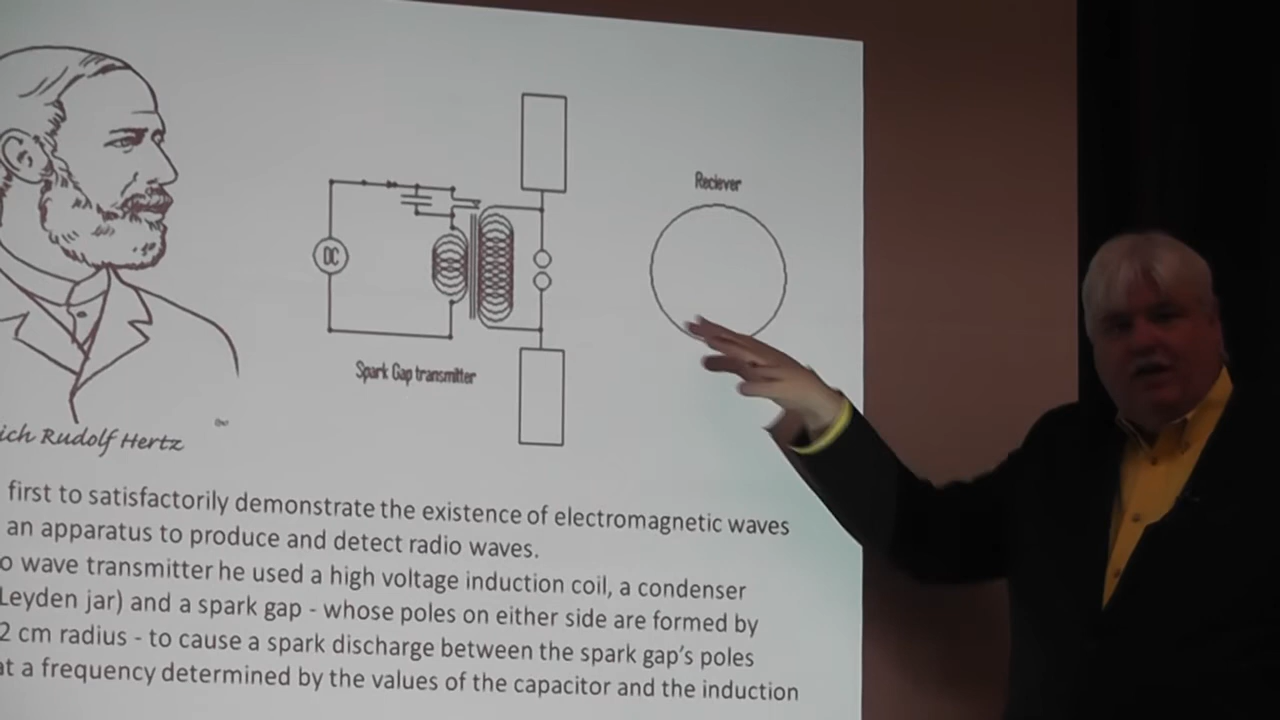 Reciever
DC
Spark Gap transmitter
ich Rudolf Hertz
first to satisfactorily demonstrate the existence of electromagnetic waves
an apparatus to produce and detect radio waves.
o wave transmitter he used a high voltage induction coil, a condenser
Leyden jar) and a spark gap - whose poles on either side are formed by
2 cm radius - to cause a spark discharge between the spark gap's poles
at a frequency determined by the values of the capacitor and the induction